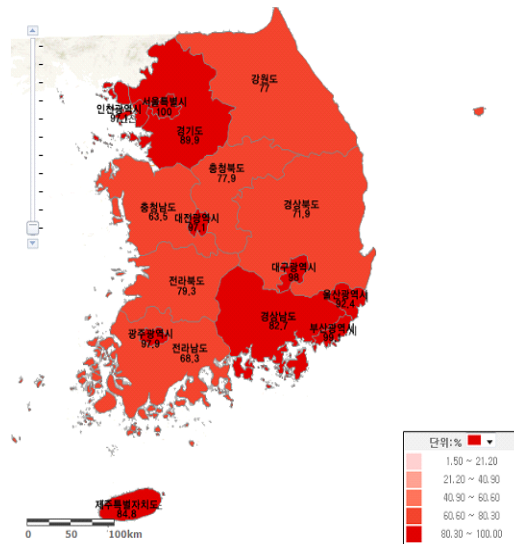 강원도
77
서울특별시
100
인천광역시
경기도
89,9
충청북도
77,9
충청남도
63,5
경상북도
71,9
대전광역시
97,1
대구광역시
98
전라북도
79,3
울산광역시
92,4
경상남도
82,7
부산광역시
광주광역시
97,9
전라남도
68,3
제주특별자치도
84,8
0 50 100km
단위:%
1.50 ~ 21.20
21.20 ~ 40.90
40.90 ~ 60.60
60.60 ~ 80.30
80.30 ~ 100.00